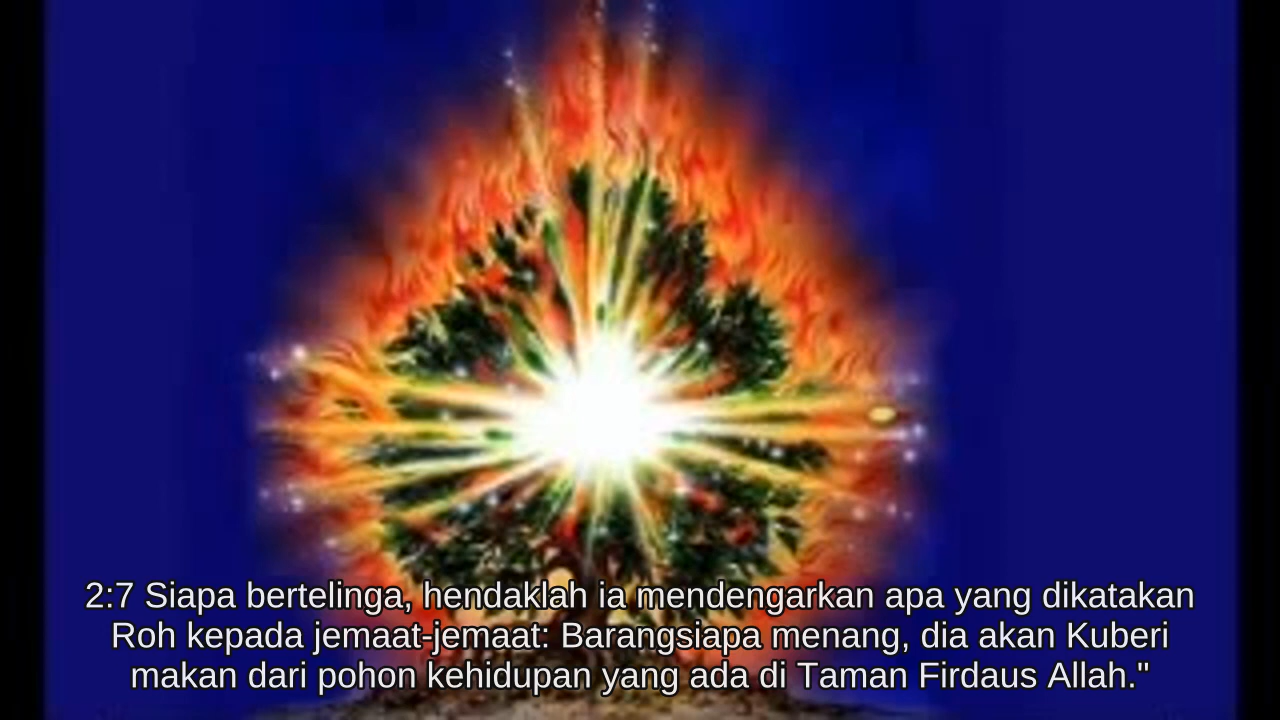 2:7 Siapa bertelinga, hendaklah ia mendengarkan apa yang dikatakan
Roh kepada jemaat-jemaat: Barangsiapa menang, dia akan Kuberi
makan dari pohon kehidupan yang ada di Taman Firdaus Allah."